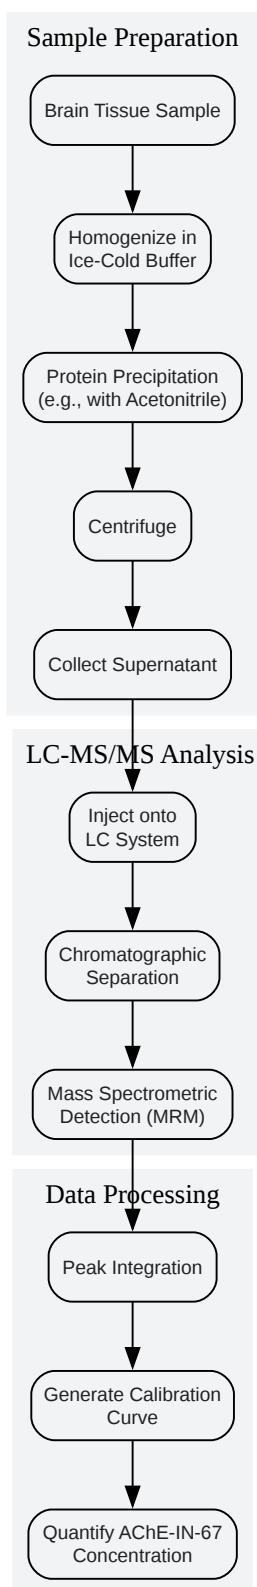 Sample Preparation
Brain Tissue Sample
Homogenize in
Ice-Cold Buffer
Protein Precipitation
(e.g., with Acetonitrile)
Centrifuge
Collect Supernatant
LC-MS/MS Analysis
Inject onto
LC System
Chromatographic
Separation
Mass Spectrometric
Detection (MRM)
Data Processing
Peak Integration
Generate Calibration
Curve
Quantify AChE-IN-67
Concentration